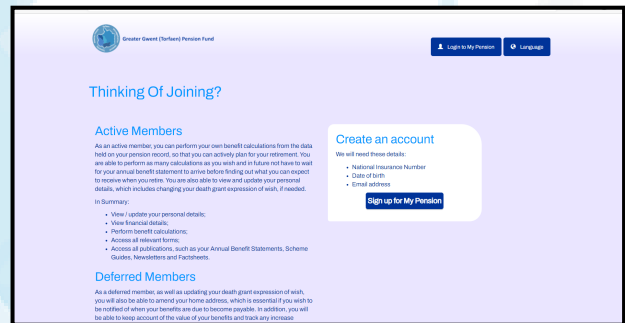 Greater Gwent (Torfaen) Pension Fund
Login to My Pension
Language
Thinking Of Joining?
Active Members
As an active member, you can perform your own benefit calculations from the data
held on your pension record, so that you can actively plan for your retirement. You
are able to perform as many calculations as you wish and in future not have to wait
for your annual benefit statement to arrive before finding out what you can expect
to receive when you retire. You are also able to view and update your personal
details, which includes changing your death grant expression of wish, if needed.
In Summary:
• View / update your personal details;
• View financial details;
• Perform benefit calculations;
• Access all relevant forms;
• Access all publications, such as your Annual Benefit Statements, Scheme
Guides, Newsletters and Factsheets.
Deferred Members
As a deferred member, as well as updating your death grant expression of wish,
you will also be able to amend your home address, which is essential if you wish to
be notified of when your benefits are due to become payable. In addition, you will
be able to keep account of the value of your benefits and track any increase
Create an account
We will need these details:
• National Insurance Number
• Date of birth
• Email address
Sign up for My Pension